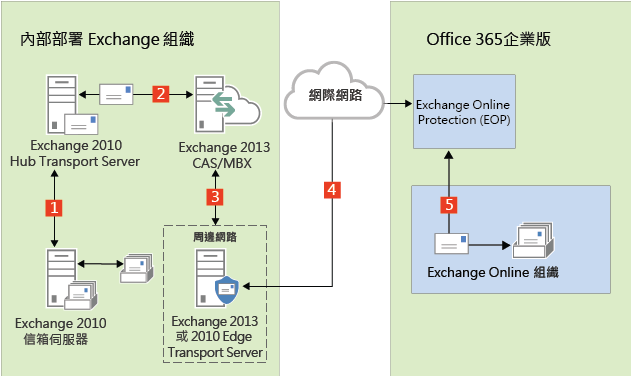 內部部署 Exchange 組織
Office 365企業版
2
Exchange 2010
Hub Transport Server
Exchange 2013
CAS/MBX
網際網路
Exchange Online
Protection (EOP)
1
3
4
5
周邊網路
Exchange 2010
信箱伺服器
Exchange 2013
或 2010 Edge
Transport Server
Exchange Online 組織